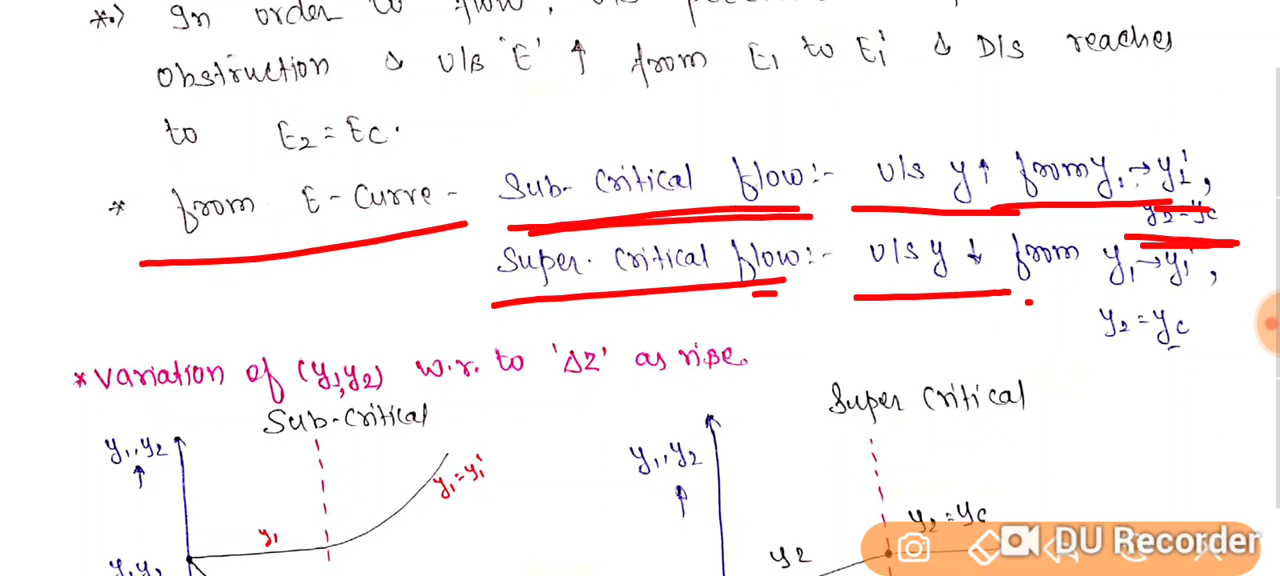 *•) In order to flow,
Obstruction & U/s 'E' ↑ from E1 to E1' & D/s reaches
to E2 = Ec.
* from E-Curve - Sub-Critical flow:- U/s y↑ from y1→y1',
y2=yc
Super-Critical flow:- U/s y↓ from y1→y1',
y2=yc
* Variation of (y1,y2) w.r. to 'ΔZ' as rise
Sub-Critical
Super Critical
y1,y2 ↑
y1=y1'
y1
y1,y2
y1,y2 ↑
y2=yc
y2
DU Recorder